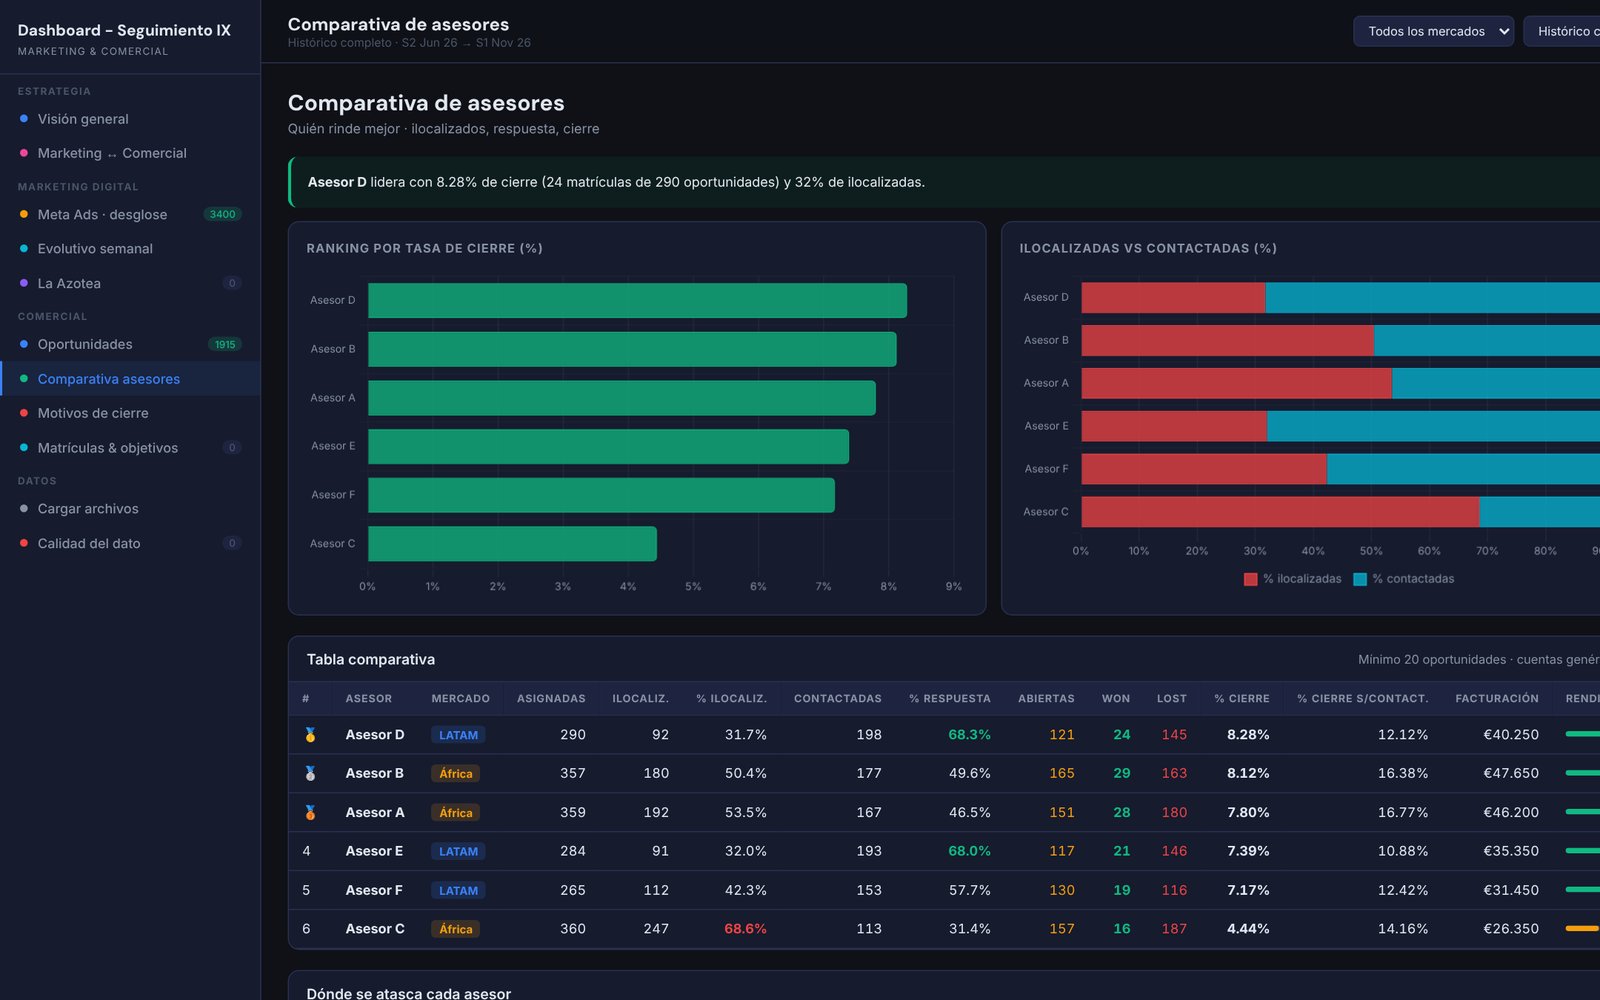 Dashboard – Seguimiento IX
MARKETING & COMERCIAL
ESTRATEGIA
Visión general
Marketing ↔ Comercial
MARKETING DIGITAL
Meta Ads · desglose 3400
Evolutivo semanal
La Azotea 0
COMERCIAL
Oportunidades 1915
Comparativa asesores
Motivos de cierre
Matrículas & objetivos 0
DATOS
Cargar archivos
Calidad del dato 0
Comparativa de asesores
Histórico completo · S2 Jun 26 → S1 Nov 26
Todos los mercados
Histórico c
Comparativa de asesores
Quién rinde mejor · ilocalizados, respuesta, cierre
Asesor D lidera con 8.28% de cierre (24 matrículas de 290 oportunidades) y 32% de ilocalizadas.
RANKING POR TASA DE CIERRE (%)
Asesor D
Asesor B
Asesor A
Asesor E
Asesor F
Asesor C
0% 1% 2% 3% 4% 5% 6% 7% 8% 9%
ILOCALIZADAS VS CONTACTADAS (%)
Asesor D
Asesor B
Asesor A
Asesor E
Asesor F
Asesor C
0% 10% 20% 30% 40% 50% 60% 70% 80% 9
% ilocalizadas % contactadas
Tabla comparativa
Mínimo 20 oportunidades · cuentas genér
# ASESOR MERCADO ASIGNADAS ILOCALIZ. % ILOCALIZ. CONTACTADAS % RESPUESTA ABIERTAS WON LOST % CIERRE % CIERRE S/CONTACT. FACTURACIÓN RENDI
🥇 Asesor D LATAM 290 92 31.7% 198 68.3% 121 24 145 8.28% 12.12% €40.250
🥈 Asesor B África 357 180 50.4% 177 49.6% 165 29 163 8.12% 16.38% €47.650
🥉 Asesor A África 359 192 53.5% 167 46.5% 151 28 180 7.80% 16.77% €46.200
4 Asesor E LATAM 284 91 32.0% 193 68.0% 117 21 146 7.39% 10.88% €35.350
5 Asesor F LATAM 265 112 42.3% 153 57.7% 130 19 116 7.17% 12.42% €31.450
6 Asesor C África 360 247 68.6% 113 31.4% 157 16 187 4.44% 14.16% €26.350
Dónde se atasca cada asesor